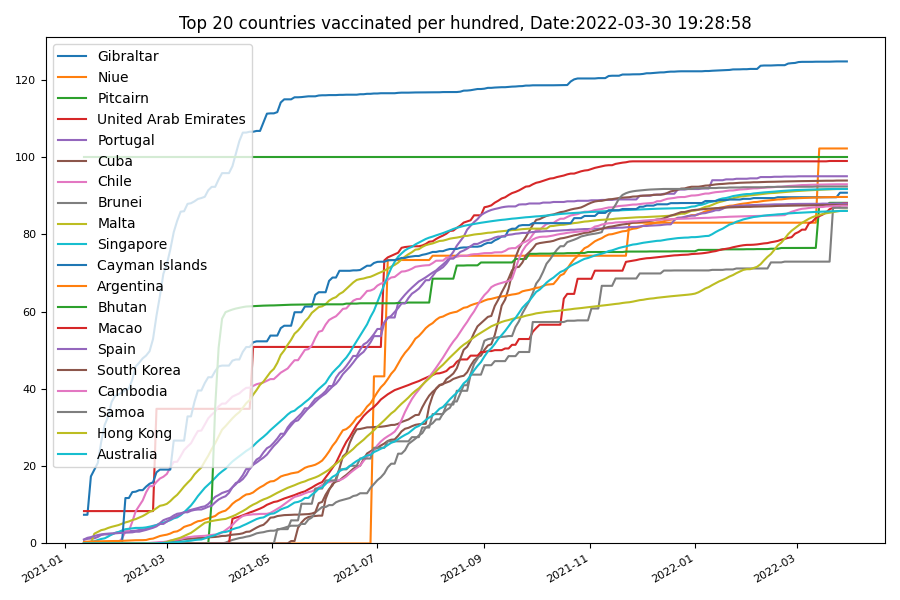 Top 20 countries vaccinated per hundred, Date:2022-03-30 19:28:58
Gibraltar
Niue
Pitcairn
United Arab Emirates
Portugal
Cuba
Chile
Brunei
Malta
Singapore
Cayman Islands
Argentina
Bhutan
Macao
Spain
South Korea
Cambodia
Samoa
Hong Kong
Australia
120
100
80
60
40
20
0
2021-01
2021-03
2021-05
2021-07
2021-09
2021-11
2022-01
2022-03